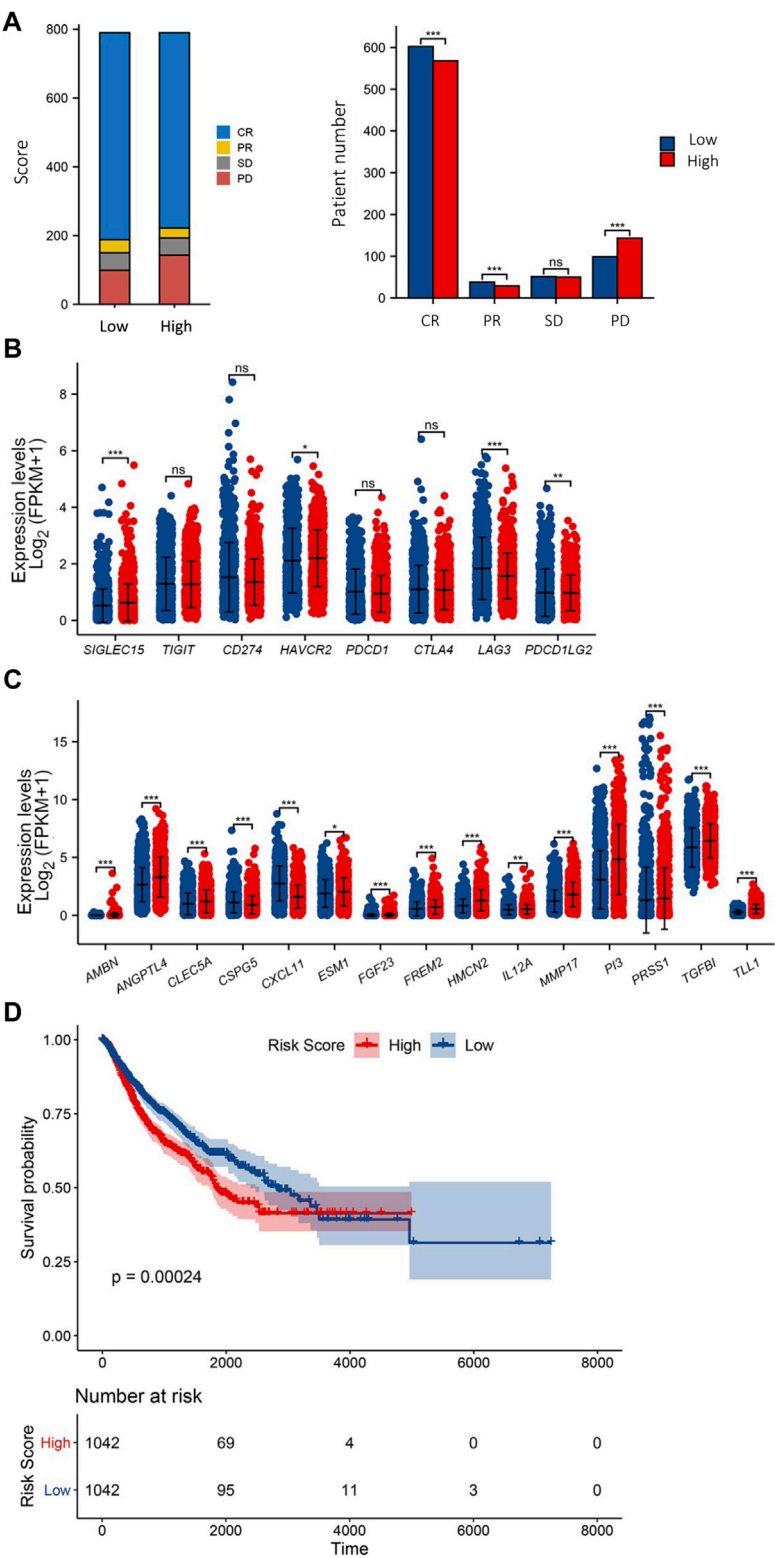 A
Score
800
600
400
200
0
Low
High
CR
PR
SD
PD
Patient number
600
500
400
300
200
100
0
***
***
ns
***
CR
PR
SD
PD
Low
High
B
Expression levels
Log2 (FPKM+1)
8
6
4
2
0
***
ns
ns
*
ns
ns
***
**
SIGLEC15
TIGIT
CD274
HAVCR2
PDCD1
CTLA4
LAG3
PDCD1LG2
C
Expression levels
Log2 (FPKM+1)
15
10
5
0
***
***
***
***
***
*
***
***
***
**
***
***
***
***
***
AMBN
ANGPTL4
CLEC5A
CSPG5
CXCL11
ESM1
FGF23
FREM2
HMCN2
IL12A
MMP17
PI3
PRSS1
TGFBI
TLL1
D
Survival probability
1.00
0.75
0.50
0.25
0.00
Risk Score High Low
p = 0.00024
0 2000 4000 6000 8000
Number at risk
Risk Score
High 1042 69 4 0 0
Low 1042 95 11 3 0
0 2000 4000 6000 8000
Time